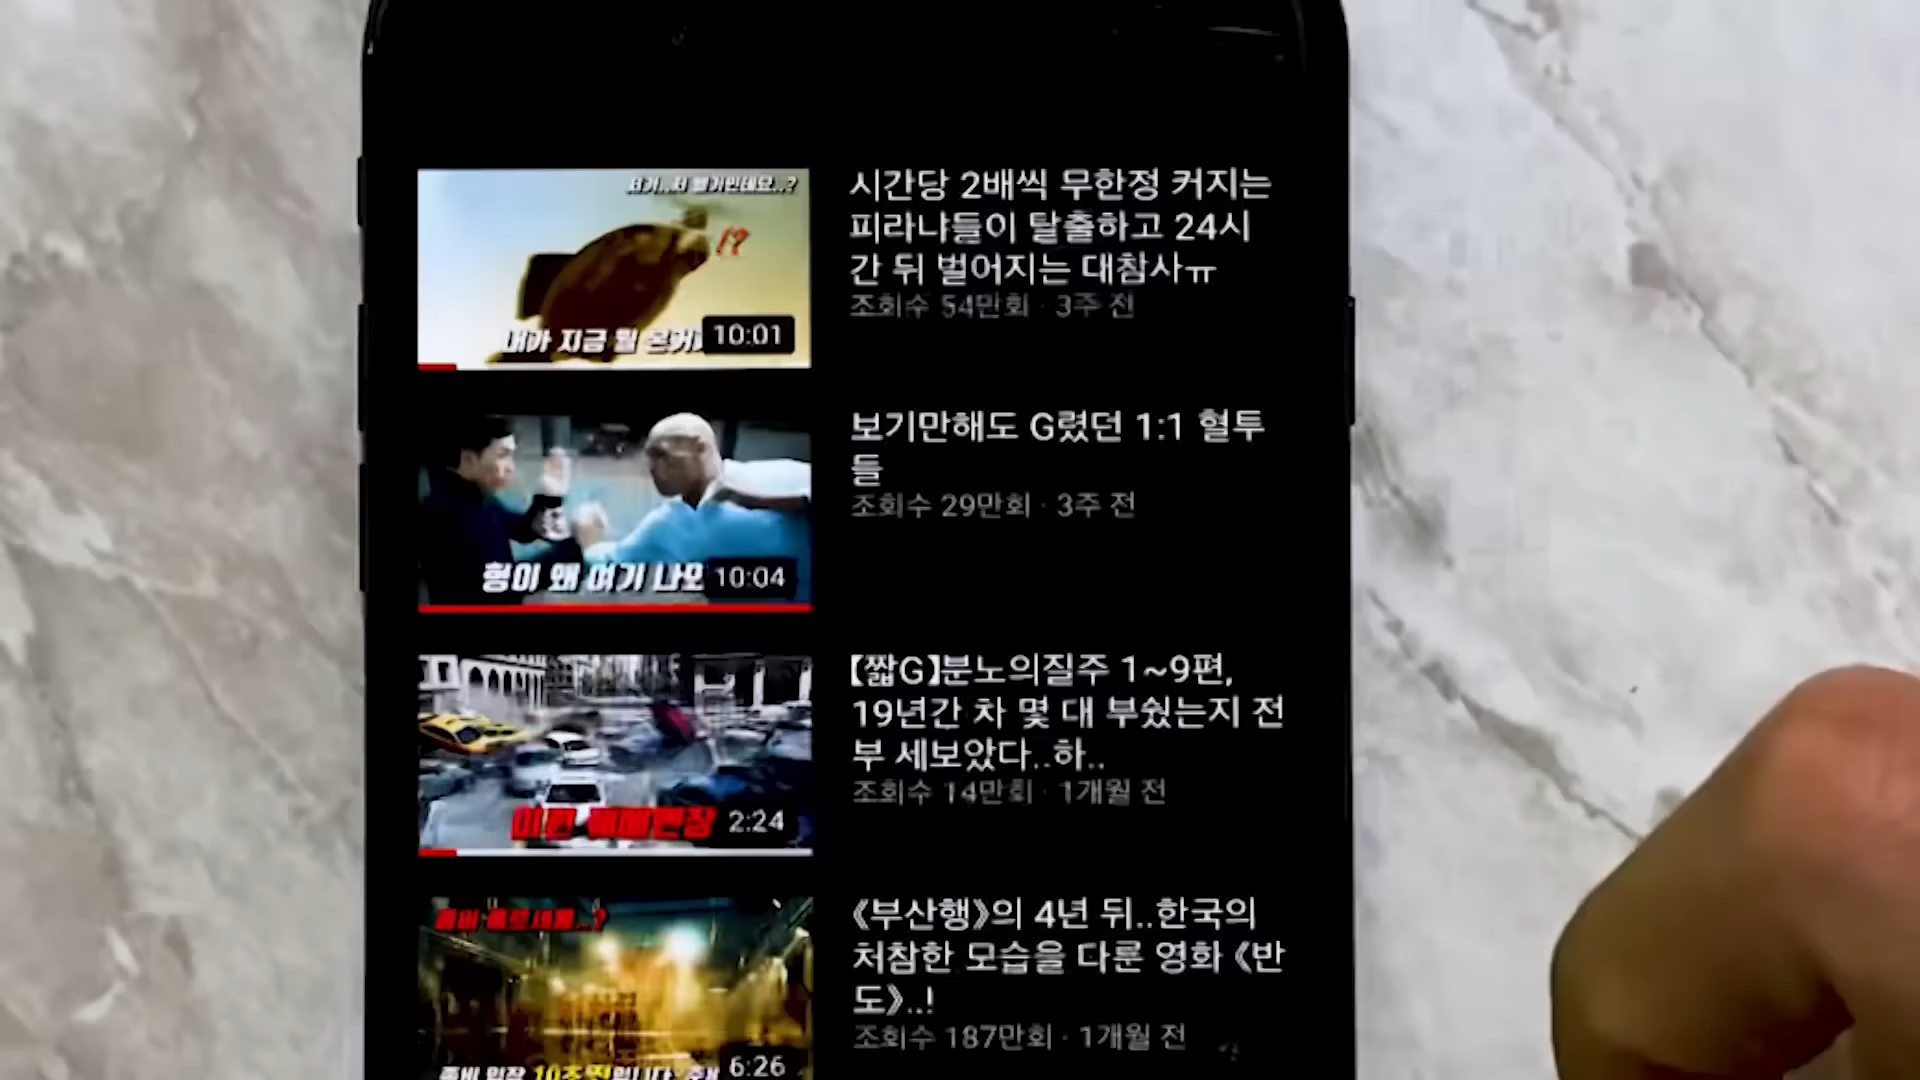 시간당 2배씩 무한정 커지는
피라냐들이 탈출하고 24시
간 뒤 벌어지는 대참사ㅠ
조회수 54만회 · 3주 전
내가 지금 뭘
10:01
보기만해도 G렸던 1:1 혈투
들
조회수 29만회 · 3주 전
형이 왜 여기 나오
10:04
【짧G】분노의질주 1~9편,
19년간 차 몇 대 부쉈는지 전
부 세보았다..하..
조회수 14만회 · 1개월 전
2:24
《부산행》의 4년 뒤..한국의
처참한 모습을 다룬 영화 《반
도》..!
조회수 187만회 · 1개월 전
6:26